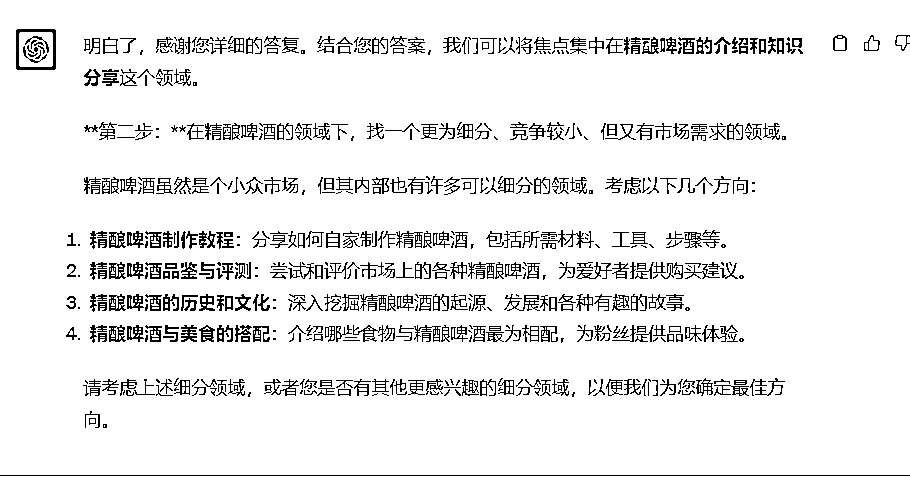 明白了，感谢您详细的答复。结合您的答案，我们可以将焦点集中在精酿啤酒的介绍和知识
分享这个领域。
**第二步：**在精酿啤酒的领域下，找一个更为细分、竞争较小、但又有市场需求的领域。
精酿啤酒虽然是个小众市场，但其内部也有许多可以细分的领域。考虑以下几个方向：
1. 精酿啤酒制作教程：分享如何自家制作精酿啤酒，包括所需材料、工具、步骤等。
2. 精酿啤酒品鉴与评测：尝试和评价市场上的各种精酿啤酒，为爱好者提供购买建议。
3. 精酿啤酒的历史和文化：深入挖掘精酿啤酒的起源、发展和各种有趣的故事。
4. 精酿啤酒与美食的搭配：介绍哪些食物与精酿啤酒最为相配，为粉丝提供品味体验。
请考虑上述细分领域，或者您是否有其他更感兴趣的细分领域，以便我们为您确定最佳方
向。